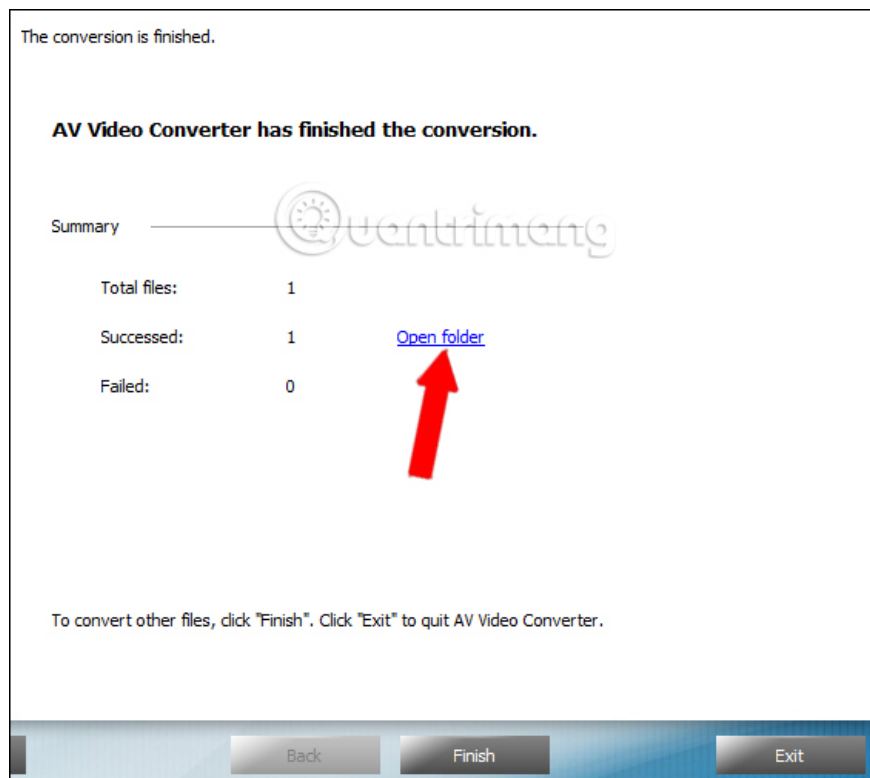 The conversion is finished.
AV Video Converter has finished the conversion.
Quantrimang
Summary
Total files: 1
Successed: 1 Open folder
Failed: 0
To convert other files, click "Finish". Click "Exit" to quit AV Video Converter.
Back Finish Exit